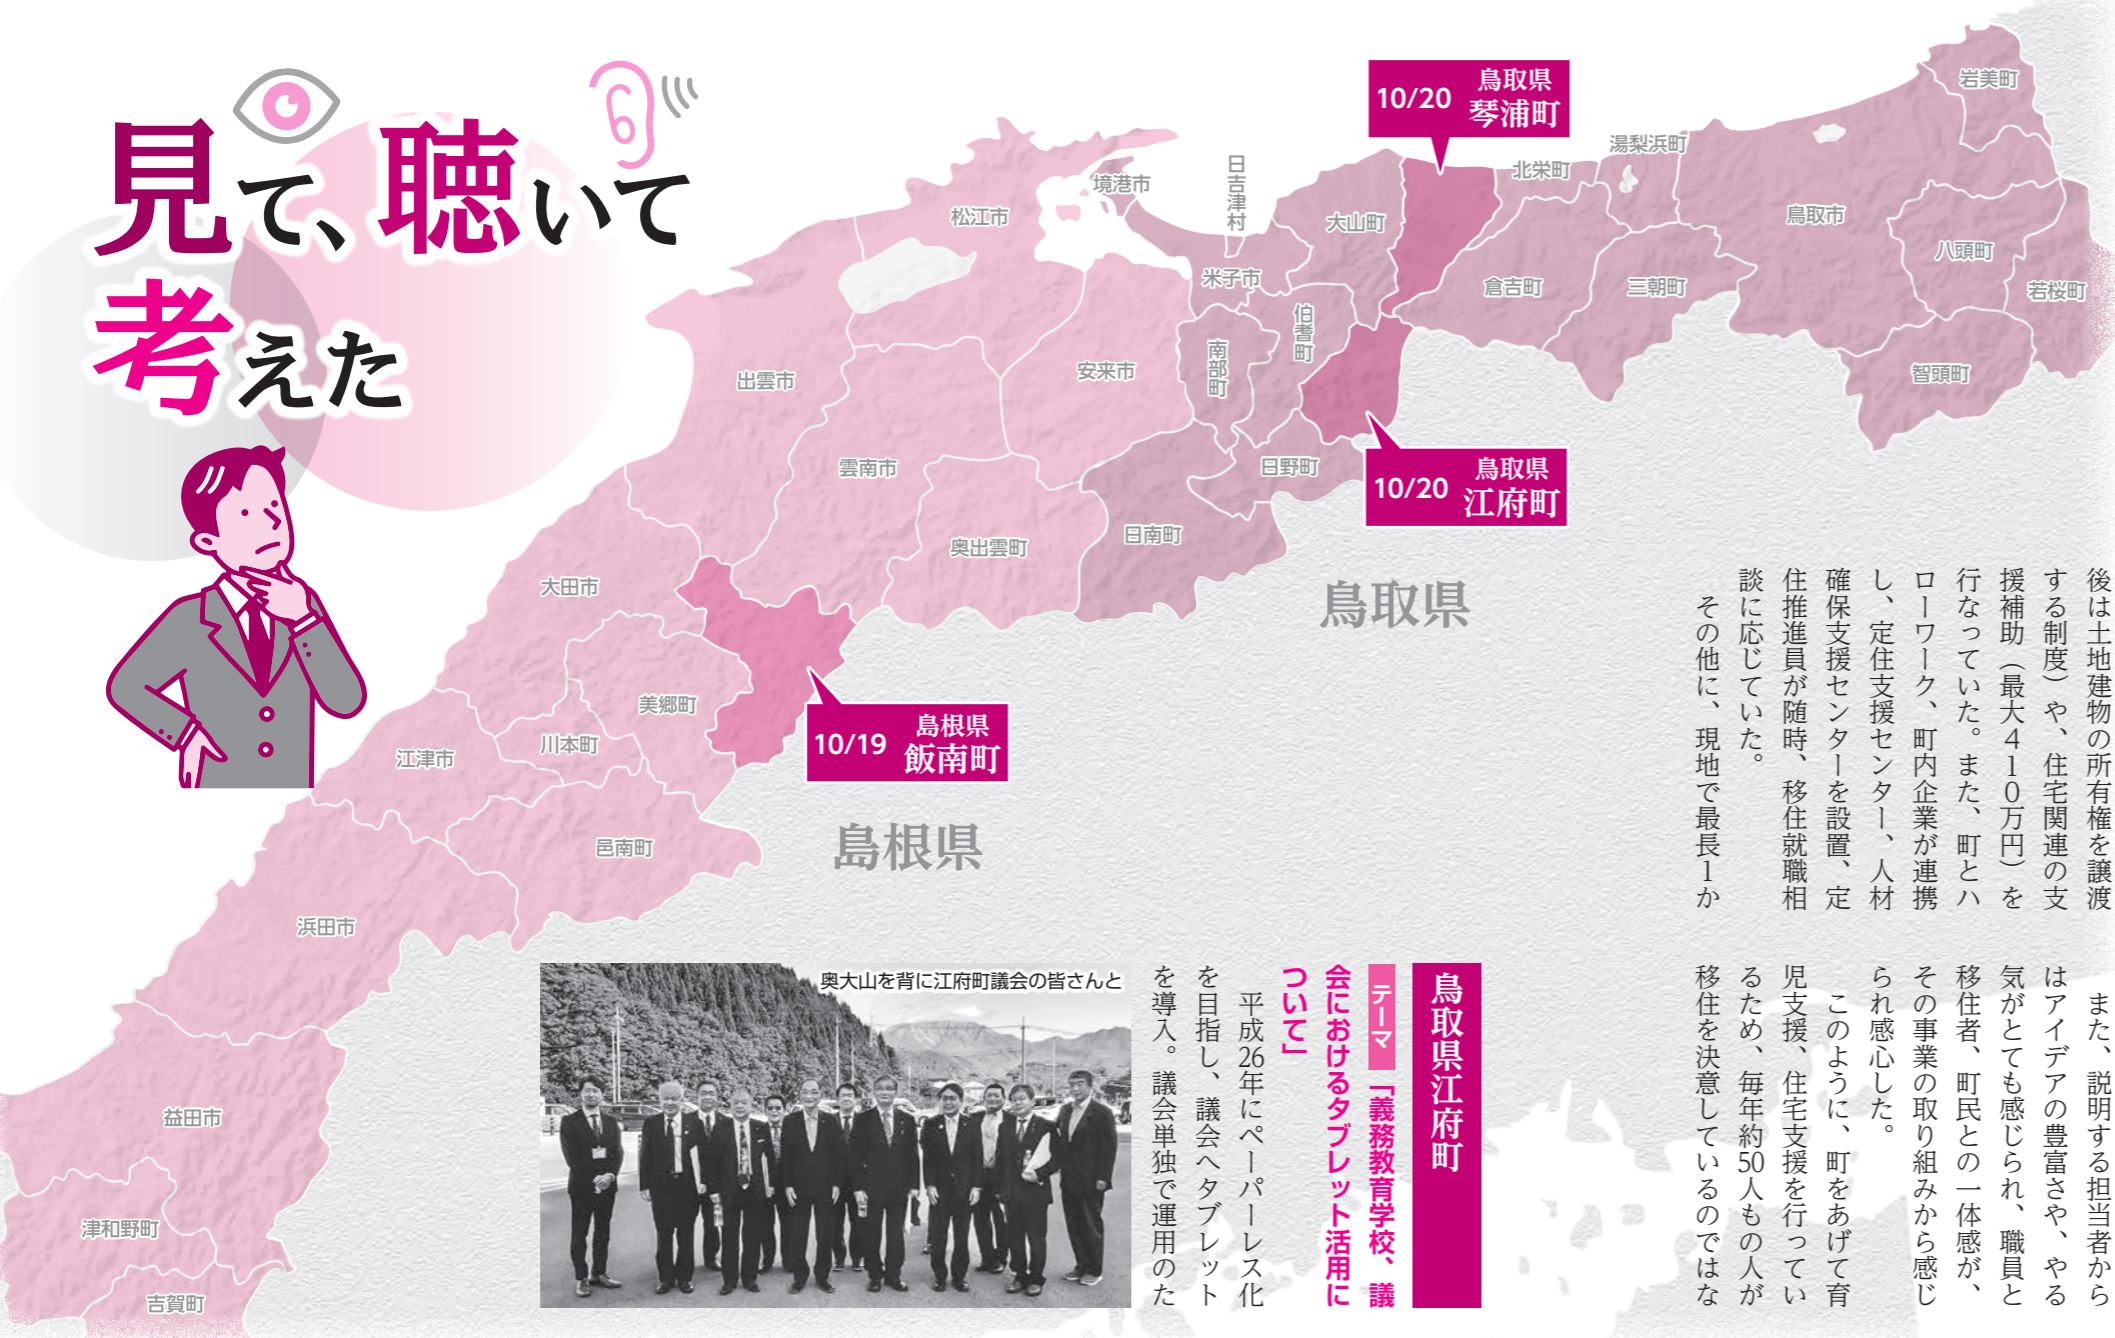 見て、聴いて
考えた
10/20 鳥取県
琴浦町
10/20 鳥取県
江府町
10/19 島根県
飯南町
鳥取県
島根県
岩美町
湯梨浜町
北栄町
鳥取市
八頭町
若桜町
智頭町
三朝町
倉吉町
大山町
日吉津村
境港市
米子市
伯耆町
南部町
日野町
日南町
松江市
安来市
出雲市
雲南市
奥出雲町
大田市
美郷町
川本町
江津市
邑南町
浜田市
益田市
津和野町
吉賀町
後は土地建物の所有権を譲渡
する制度）や、住宅関連の支
援補助（最大４１０万円）を
行なっていた。また、町とハ
ローワーク、町内企業が連携
し、定住支援センター、人材
確保支援センターを設置、定
住推進員が随時、移住就職相
談に応じていた。
その他に、現地で最長１か
また、説明する担当者から
はアイデアの豊富さや、やる
気がとても感じられ、職員と
移住者、町民との一体感が、
その事業の取り組みから感じ
られ感心した。
このように、町をあげて育
児支援、住宅支援を行ってい
るため、毎年約50人もの人が
移住を決意しているのではな
鳥取県江府町
テーマ「義務教育学校、議
会におけるタブレット活用に
ついて」
平成26年にペーパーレス化
を目指し、議会へタブレット
を導入。議会単独で運用のた
奥大山を背に江府町議会の皆さんと